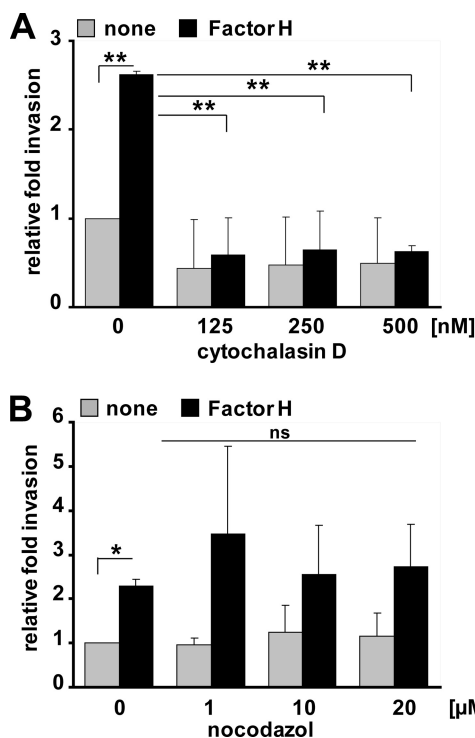 A
none Factor H
relative fold invasion
3
2
1
0
**
**
**
**
0 125 250 500 [nM]
cytochalasin D
B
none Factor H
relative fold invasion
6
5
4
3
2
1
0
ns
*
0 1 10 20 [µM
nocodazol